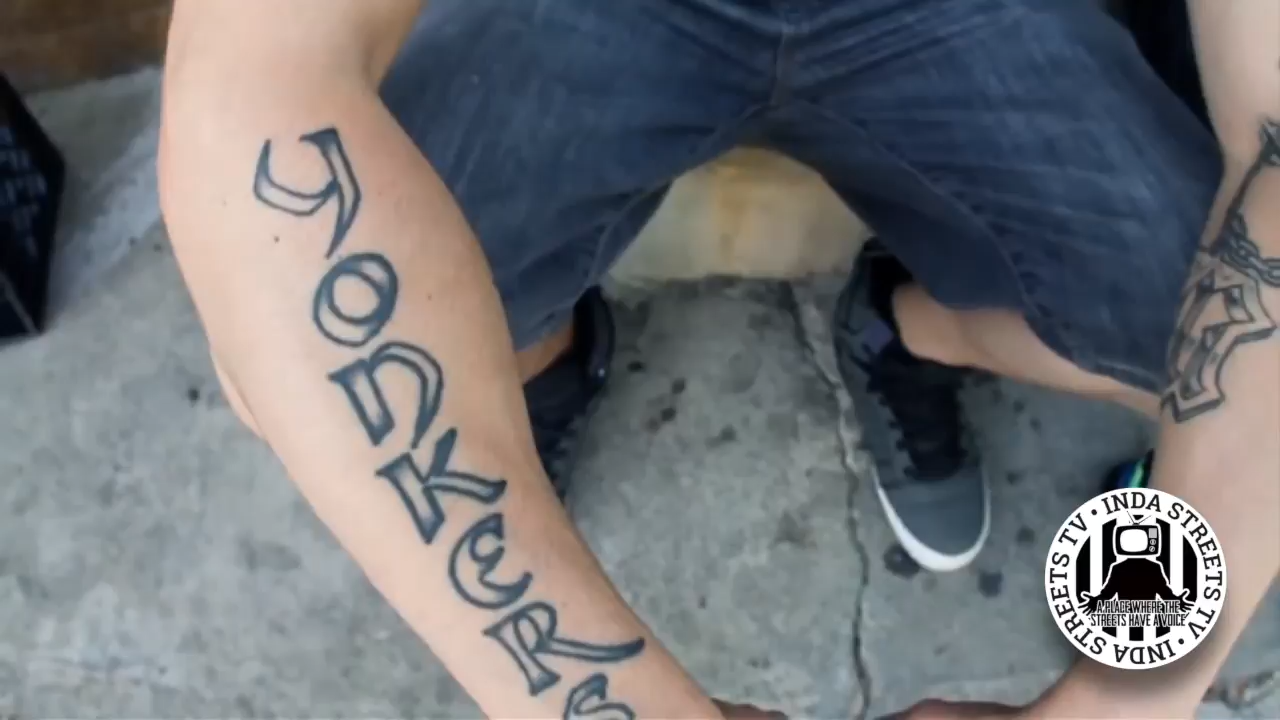 YONKERS
INDA STREETS TV • INDA STREETS TV •
A PLACE WHERE THE
STREETS HAVE A VOICE